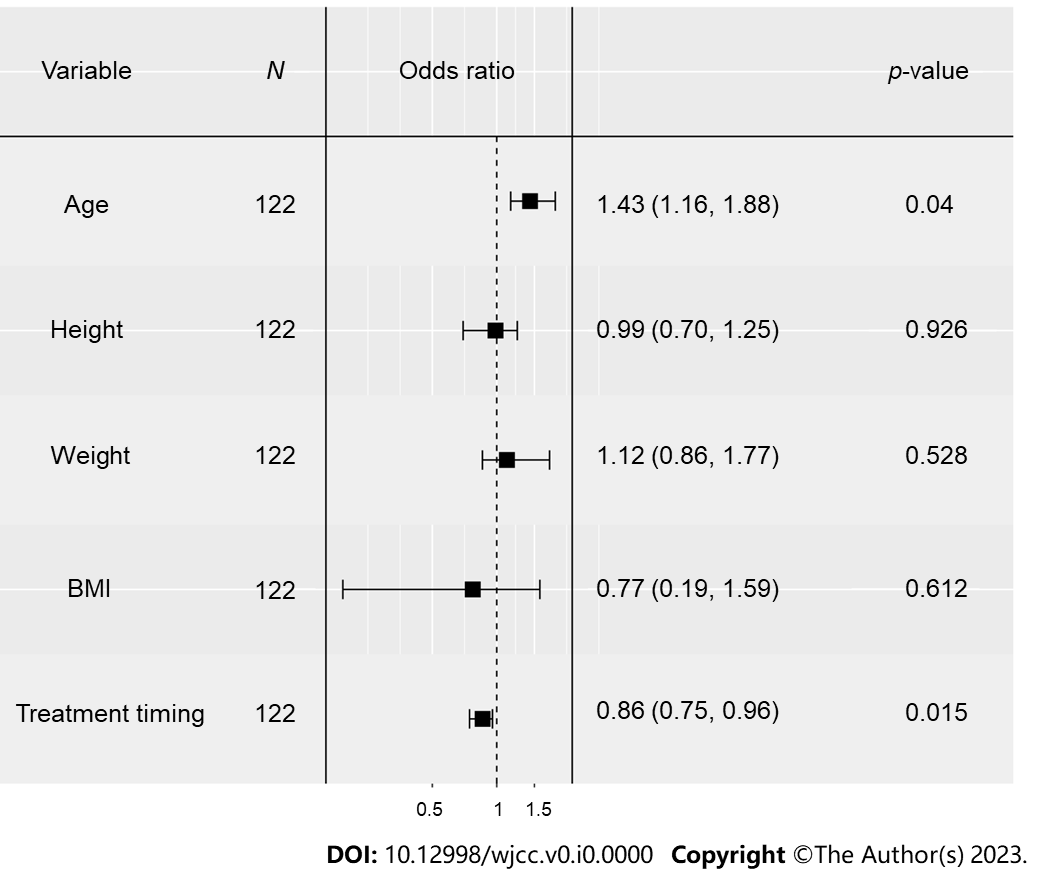 Variable N Odds ratio p-value
Age 122 1.43 (1.16, 1.88) 0.04
Height 122 0.99 (0.70, 1.25) 0.926
Weight 122 1.12 (0.86, 1.77) 0.528
BMI 122 0.77 (0.19, 1.59) 0.612
Treatment timing 122 0.86 (0.75, 0.96) 0.015
0.5 1 1.5
DOI: 10.12998/wjcc.v0.i0.0000 Copyright ©The Author(s) 2023.